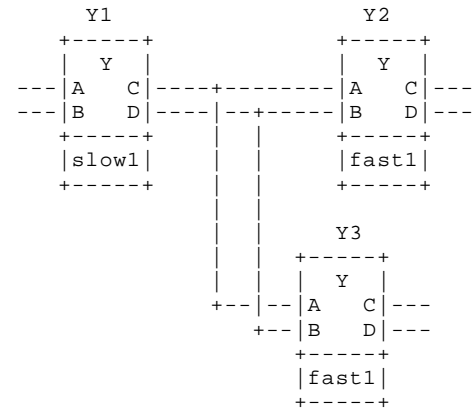 Y1 Y2
Y Y
A C A C
B D B D
slow1 fast1
Y3
Y
A C
B D
fast1